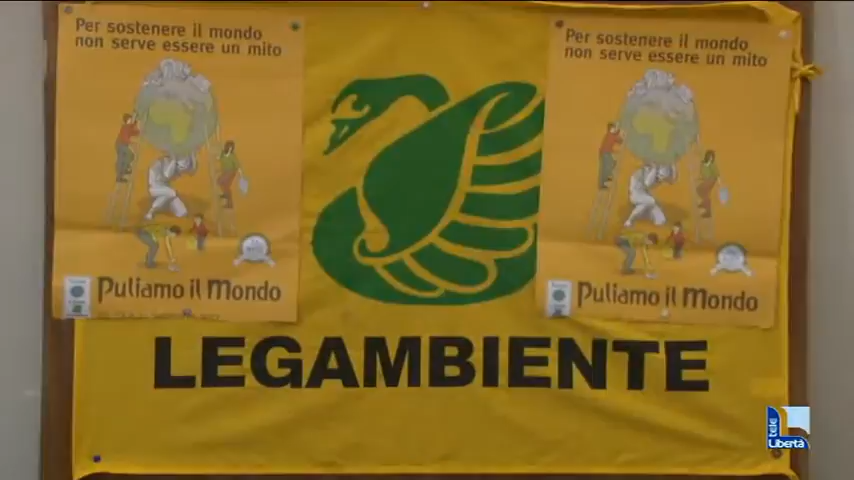 Per sostenere il mondo
non serve essere un mito
Puliamo il Mondo
Per sostenere il mondo
non serve essere un mito
Puliamo il Mondo
LEGAMBIENTE
tele
Libertà